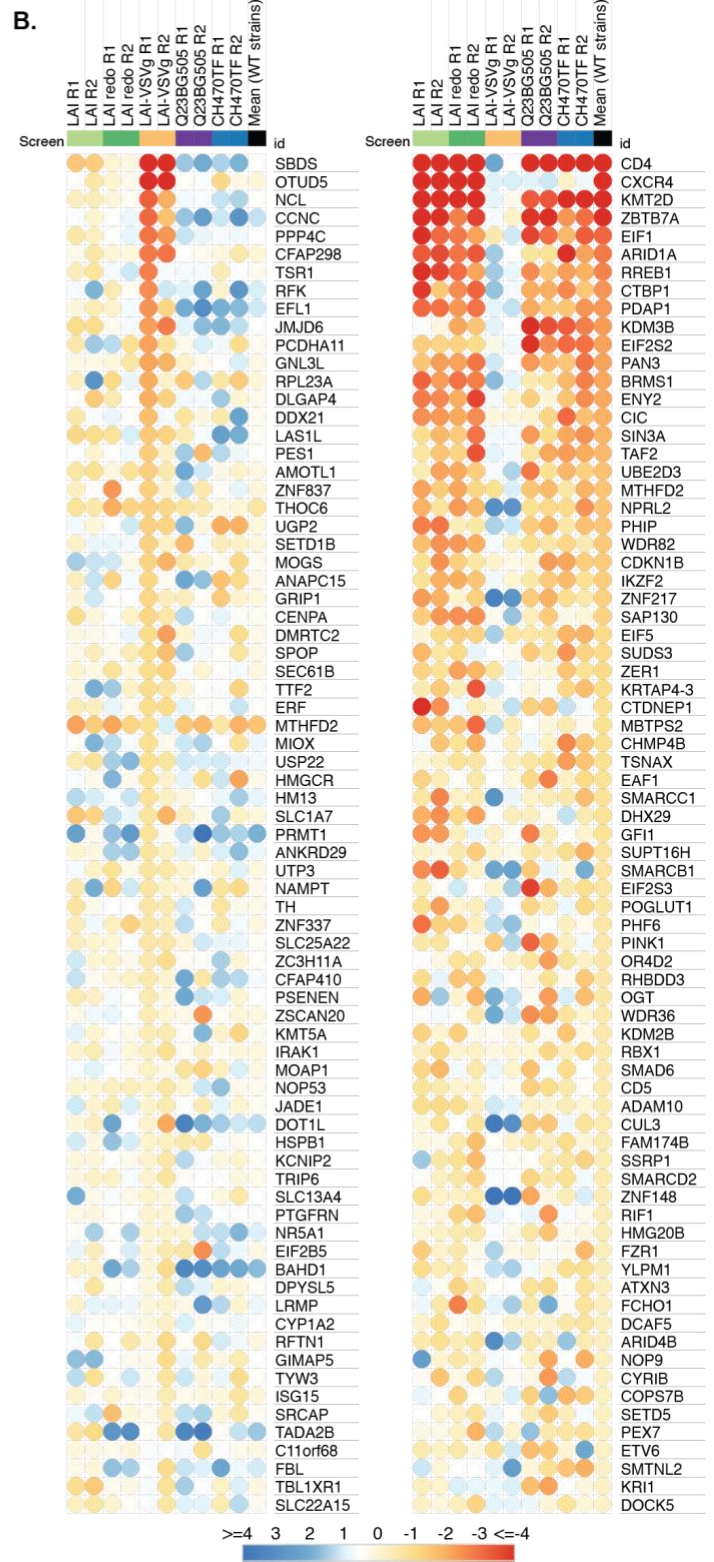 B.
LAI R1
LAI R2
LAI redo R1
LAI redo R2
LAI-VSVg R1
LAI-VSVg R2
Q23BG505 R1
Q23BG505 R2
CH470TF R1
CH470TF R2
Mean (WT strains)
Screen
id
SBDS
OTUD5
NCL
CCNC
PPP4C
CFAP298
TSR1
RFK
EFL1
JMJD6
PCDHA11
GNL3L
RPL23A
DLGAP4
DDX21
LAS1L
PES1
AMOTL1
ZNF837
THOC6
UGP2
SETD1B
MOGS
ANAPC15
GRIP1
CENPA
DMRTC2
SPOP
SEC61B
TTF2
ERF
MTHFD2
MIOX
USP22
HMGCR
HM13
SLC1A7
PRMT1
ANKRD29
UTP3
NAMPT
TH
ZNF337
SLC25A22
ZC3H11A
CFAP410
PSENEN
ZSCAN20
KMT5A
IRAK1
MOAP1
NOP53
JADE1
DOT1L
HSPB1
KCNIP2
TRIP6
SLC13A4
PTGFRN
NR5A1
EIF2B5
BAHD1
DPYSL5
LRMP
CYP1A2
RFTN1
GIMAP5
TYW3
ISG15
SRCAP
TADA2B
C11orf68
FBL
TBL1XR1
SLC22A15
LAI R1
LAI R2
LAI redo R1
LAI redo R2
LAI-VSVg R1
LAI-VSVg R2
Q23BG505 R1
Q23BG505 R2
CH470TF R1
CH470TF R2
Mean (WT strains)
Screen
id
CD4
CXCR4
KMT2D
ZBTB7A
EIF1
ARID1A
RREB1
CTBP1
PDAP1
KDM3B
EIF2S2
PAN3
BRMS1
ENY2
CIC
SIN3A
TAF2
UBE2D3
MTHFD2
NPRL2
PHIP
WDR82
CDKN1B
IKZF2
ZNF217
SAP130
EIF5
SUDS3
ZER1
KRTAP4-3
CTDNEP1
MBTPS2
CHMP4B
TSNAX
EAF1
SMARCC1
DHX29
GFI1
SUPT16H
SMARCB1
EIF2S3
POGLUT1
PHF6
PINK1
OR4D2
RHBDD3
OGT
WDR36
KDM2B
RBX1
SMAD6
CD5
ADAM10
CUL3
FAM174B
SSRP1
SMARCD2
ZNF148
RIF1
HMG20B
FZR1
YLPM1
ATXN3
FCHO1
DCAF5
ARID4B
NOP9
CYRIB
COPS7B
SETD5
PEX7
ETV6
SMTNL2
KRI1
DOCK5
>=4 3 2 1 0 -1 -2 -3 <=-4